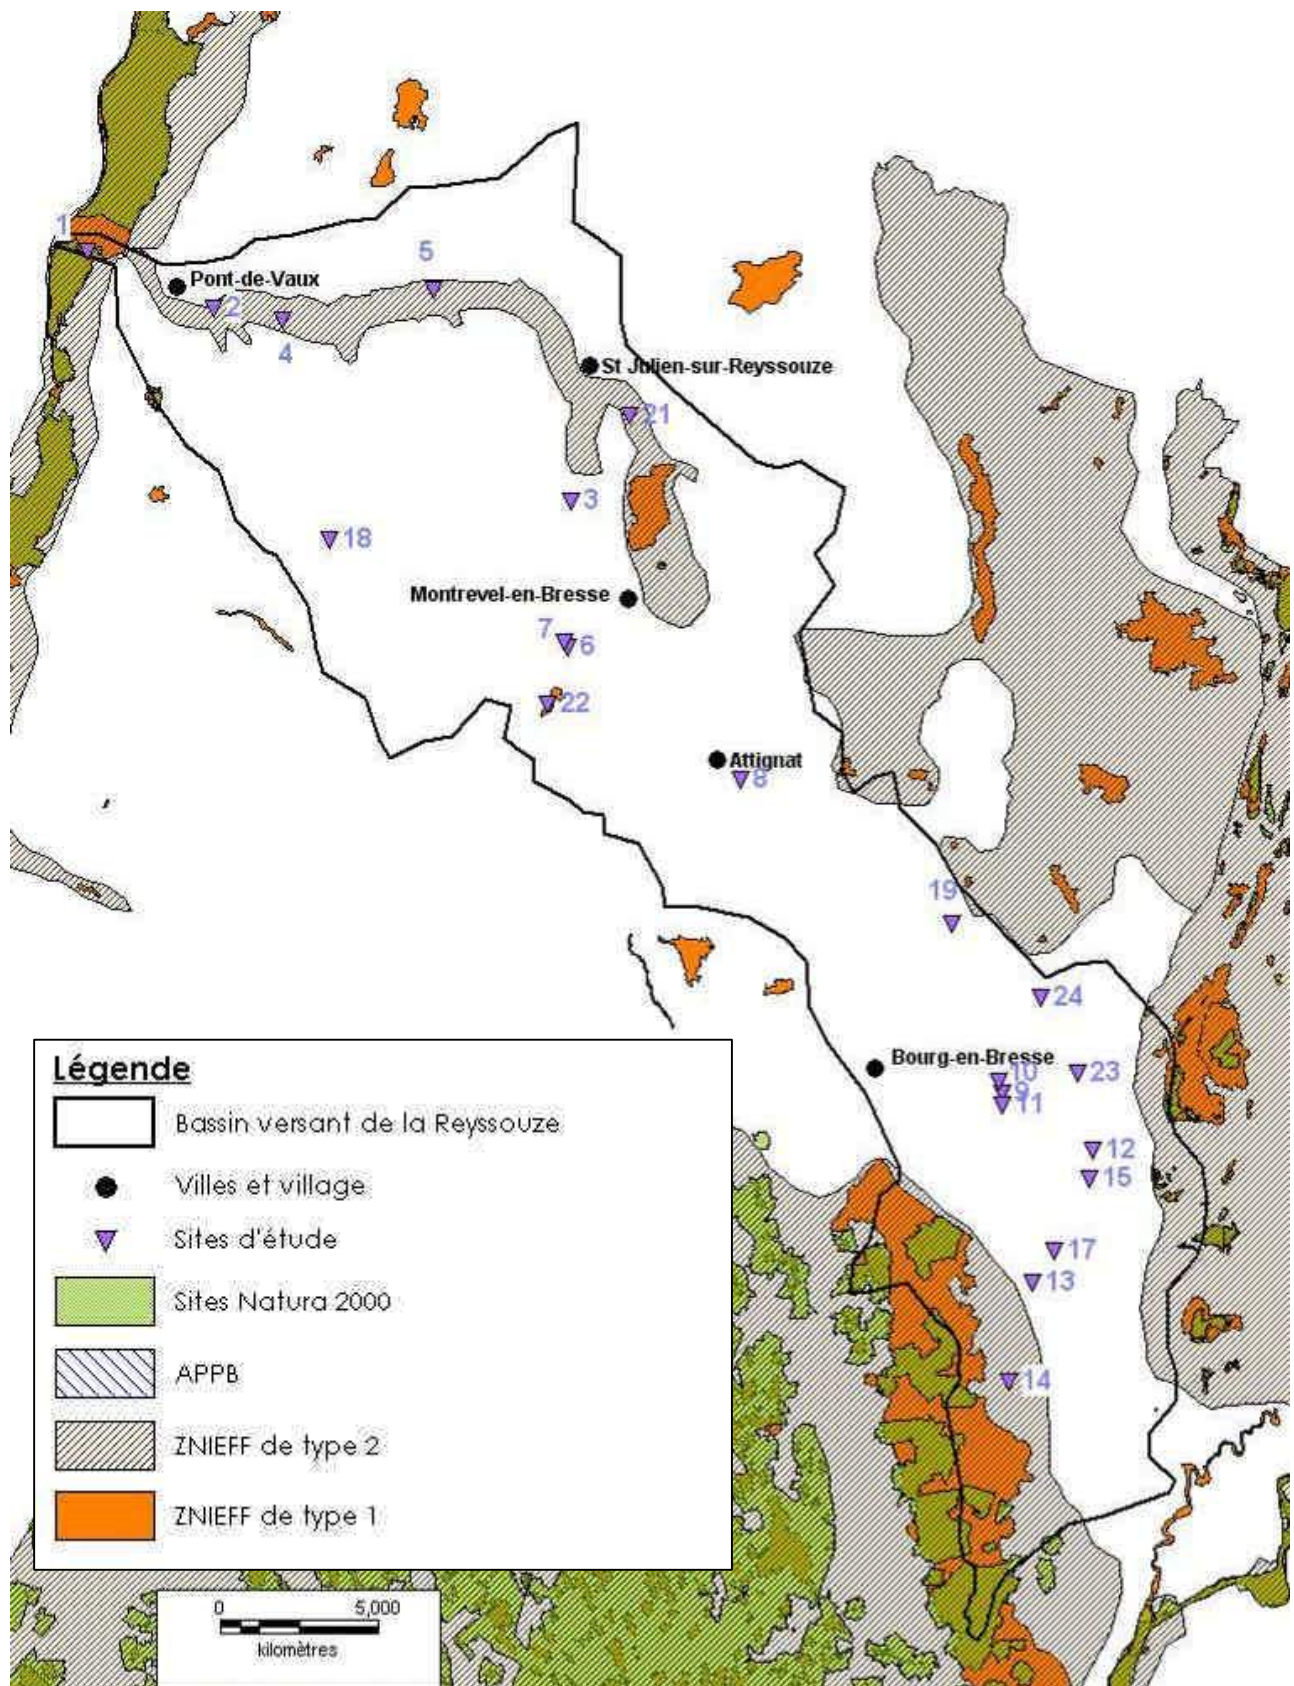 1
5
Pont-de-Vaux
2
4
St Julien-sur-Reyssouze
21
3
18
Montrevel-en-Bresse
7
6
22
Attignat
8
19
24
Bourg-en-Bresse
10
23
9
11
12
15
17
13
14
Légende
Bassin versant de la Reyssouze
Villes et village
Sites d'étude
Sites Natura 2000
APPB
ZNIEFF de type 2
ZNIEFF de type 1
0 5,000
kilomètres